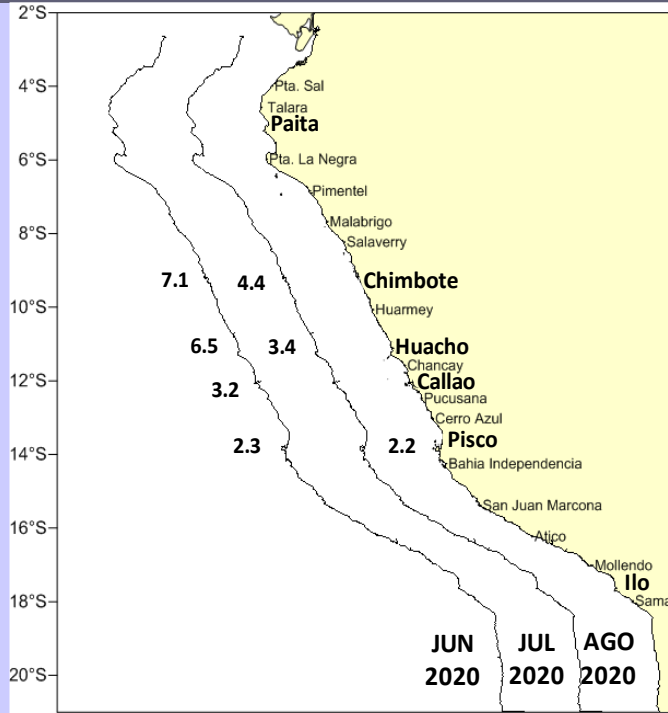 2°S
4°S
Pta. Sal
Talara
Paita
6°S
Pta. La Negra
Pimentel
Malabrigo
8°S
Salaverry
7.1
4.4
Chimbote
10°S
Huarmey
6.5
3.4
Huacho
Chancay
12°S
3.2
Callao
Pucusana
Cerro Azul
14°S
2.3
2.2
Pisco
Bahia Independencia
San Juan Marcona
16°S
Atico
Mollendo
Ilo
18°S
Sama
JUN
2020
JUL
2020
AGO
2020
20°S